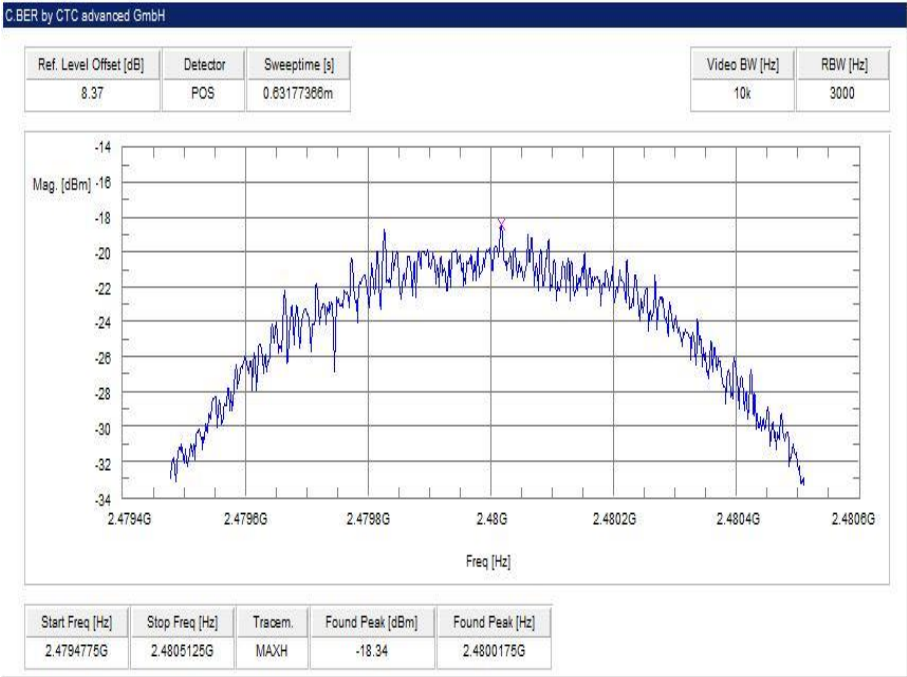 C.BER by CTC advanced GmbH
Ref. Level Offset [dB] Detector Sweeptime [s] Video BW [Hz] RBW [Hz]
8.37 POS 0.63177366m 10k 3000
-14
Mag. [dBm] -16
-18
-20
-22
-24
-26
-28
-30
-32
-34
2.4794G 2.4796G 2.4798G 2.48G 2.4802G 2.4804G 2.4806G
Freq [Hz]
Start Freq [Hz] Stop Freq [Hz] Tracem. Found Peak [dBm] Found Peak [Hz]
2.4794775G 2.4805125G MAXH -18.34 2.4800175G